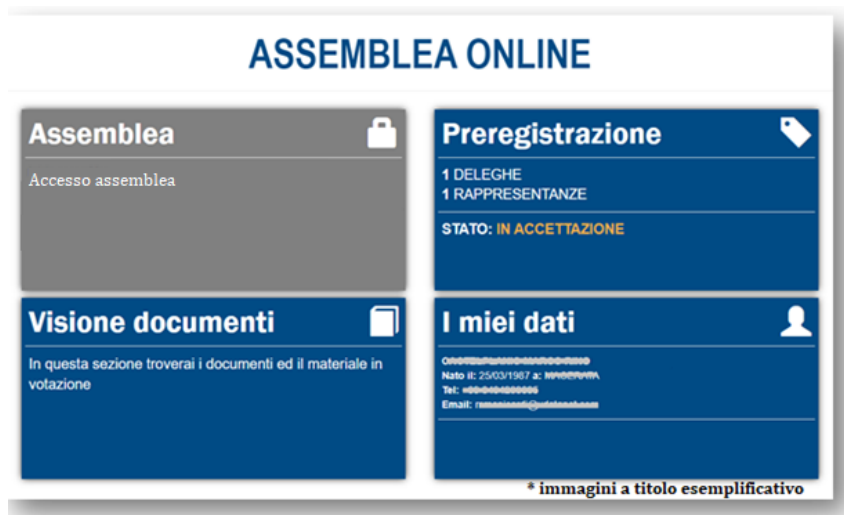 ASSEMBLEA ONLINE
Assemblea
Accesso assemblea
Preregistrazione
1 DELEGHE
1 RAPPRESENTANZE
STATO: IN ACCETTAZIONE
Visione documenti
In questa sezione troverai i documenti ed il materiale in
votazione
I miei dati
Nato il: 25/03/1987 a:
Tel:
Email:
* immagini a titolo esemplificativo